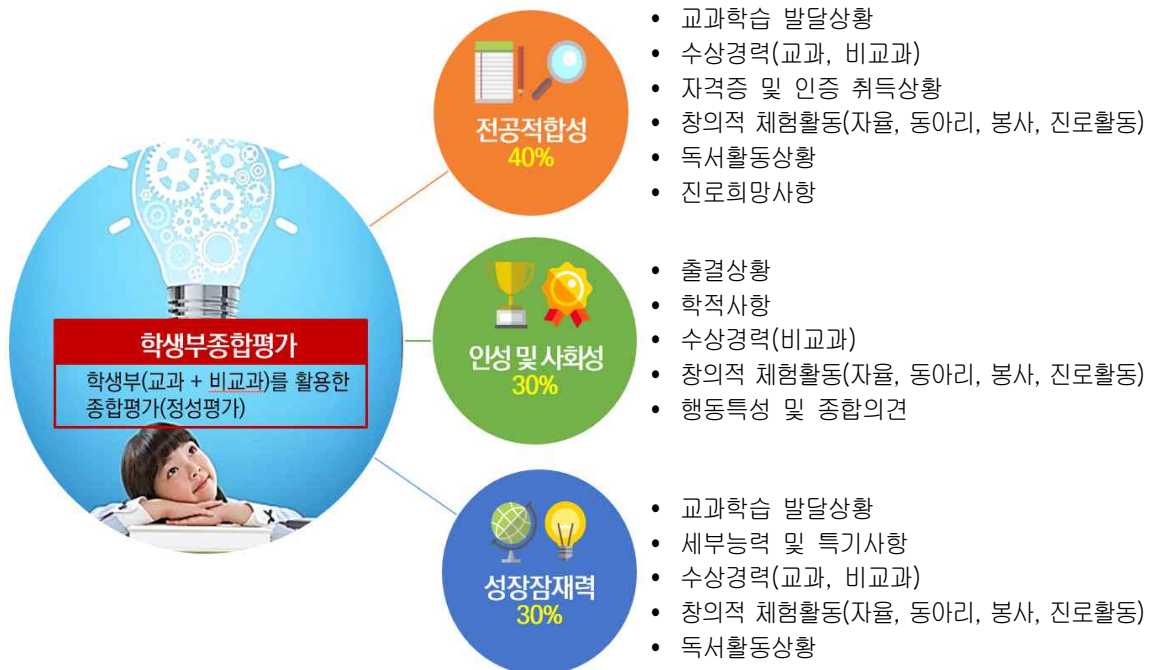 학생부종합평가
학생부(교과 + 비교과)를 활용한
종합평가(정성평가)
전공적합성
40%
• 교과학습 발달상황
• 수상경력(교과, 비교과)
• 자격증 및 인증 취득상황
• 창의적 체험활동(자율, 동아리, 봉사, 진로활동)
• 독서활동상황
• 진로희망사항
인성 및 사회성
30%
• 출결상황
• 학적사항
• 수상경력(비교과)
• 창의적 체험활동(자율, 동아리, 봉사, 진로활동)
• 행동특성 및 종합의견
성장잠재력
30%
• 교과학습 발달상황
• 세부능력 및 특기사항
• 수상경력(교과, 비교과)
• 창의적 체험활동(자율, 동아리, 봉사, 진로활동)
• 독서활동상황